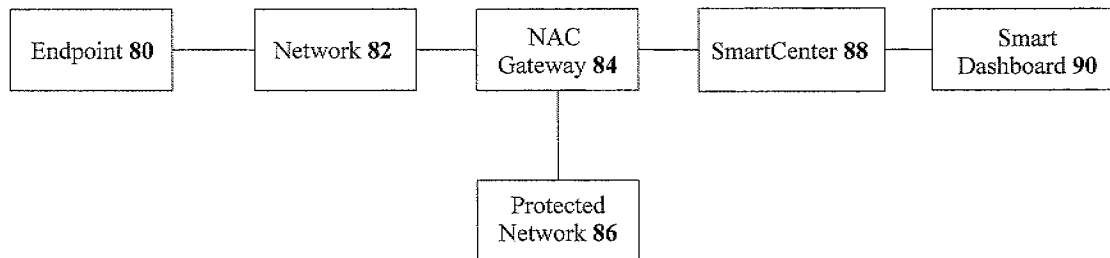 Endpoint 80
Network 82
NAC
Gateway 84
SmartCenter 88
Smart
Dashboard 90
Protected
Network 86